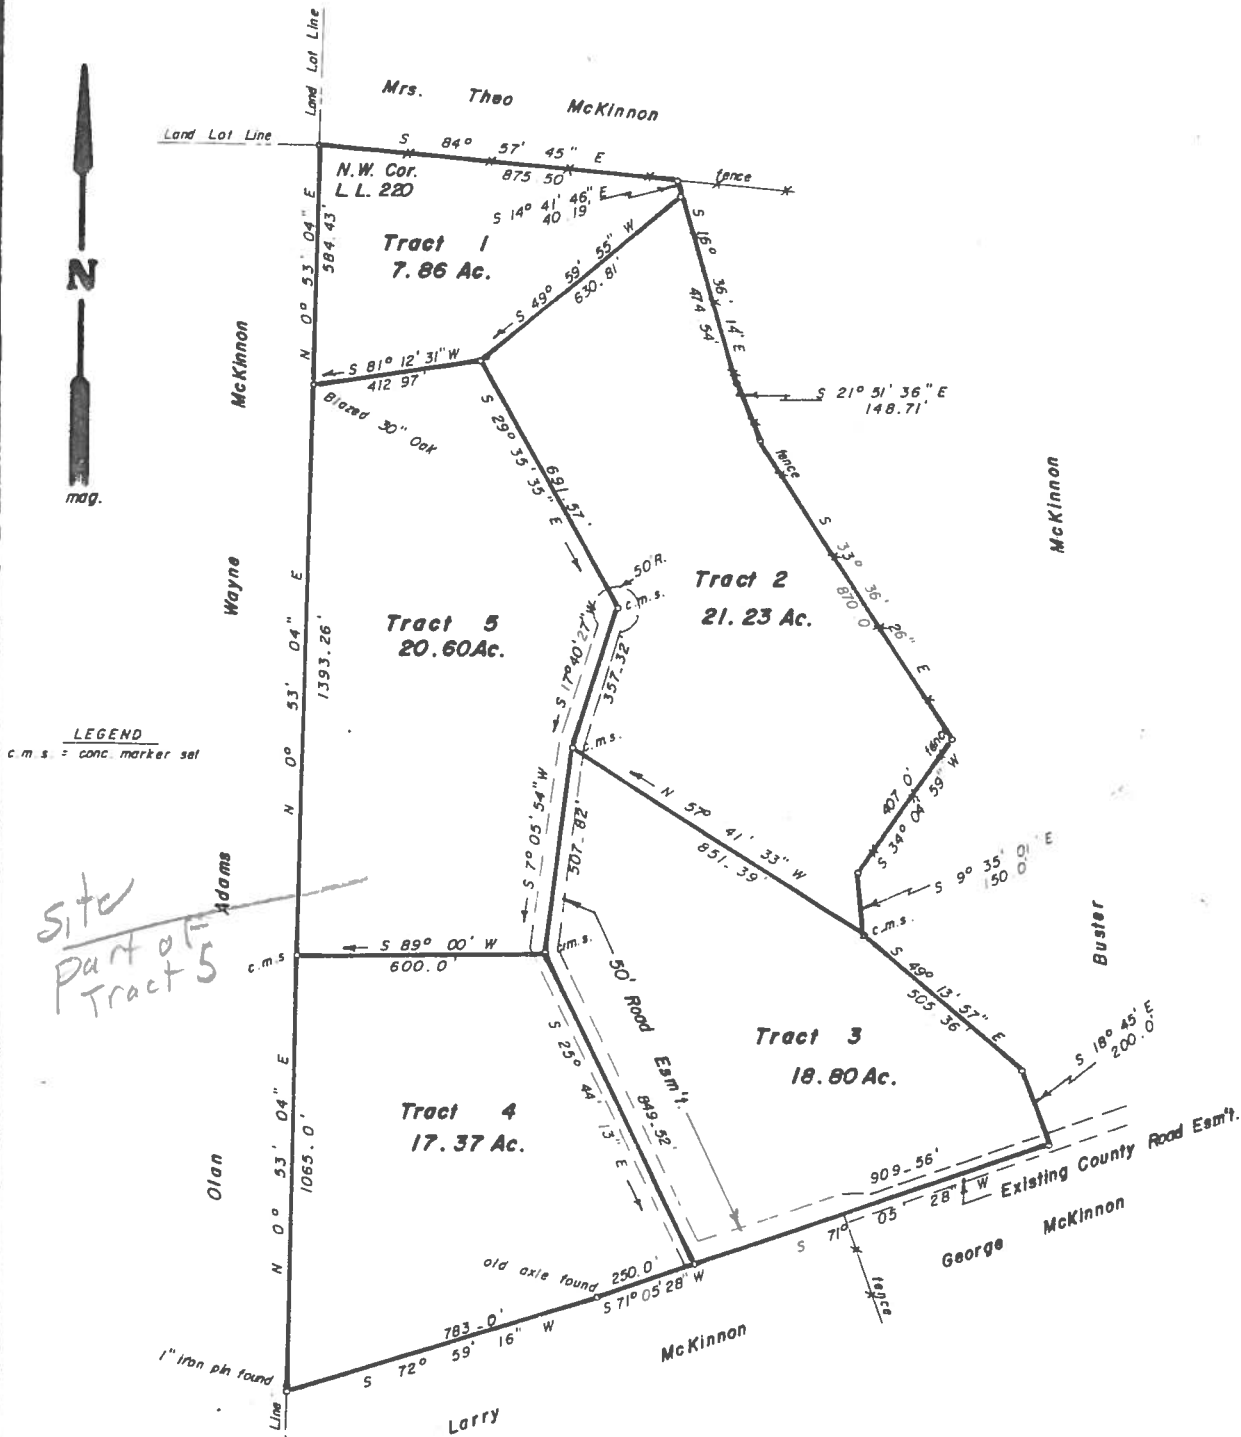 Land Lot Line
Mrs. Theo McKinnon
Land Lot Line
S 84° 57' 45" E
875.50'
fence
N.W. Cor.
L.L. 220
S 14° 41' 46" E
40.19'
N 0° 53' 04" E
584.43'
Tract 1
7.86 Ac.
S 49° 59' 55" W
630.81'
S 16° 36' 14" E
474.54'
N
mag.
S 81° 12' 31" W
412.97'
Blazed 30" Oak
S 21° 51' 36" E
148.71'
fence
S 29° 35' 35" E
691.57'
S 33° 36' 26" E
870.0
50'R.
c.m.s.
Tract 2
21.23 Ac.
Tract 5
20.60 Ac.
N 0° 53' 04" E
1393.26'
S 17° 40' 27" W
357.32'
LEGEND
c.m.s. = conc. marker set
c.m.s.
fence
407.0'
S 34° 04' 59" W
N 57° 41' 33" W
851.39'
S 7° 05' 54" W
507.82'
S 9° 35' 01" E
150.0'
c.m.s.
Site
Part of
Tract 5
c.m.s
S 89° 00' W
600.0'
c.m.s.
50' Road Esm't.
S 49° 13' 57" E
505.36'
S 18° 45' E
200.0'
Tract 3
18.80 Ac.
S 25° 44' 13" E
849.52'
Tract 4
17.37 Ac.
N 0° 53' 04" E
1065.0'
909.56'
S 71° 05' 28" W
Existing County Road Esm't.
George McKinnon
fence
old axle found
250.0'
S 71° 05' 28" W
783.0'
S 72° 59' 16" W
1" iron pin found
Larry McKinnon
Line
Olan Adams Wayne McKinnon
Buster McKinnon